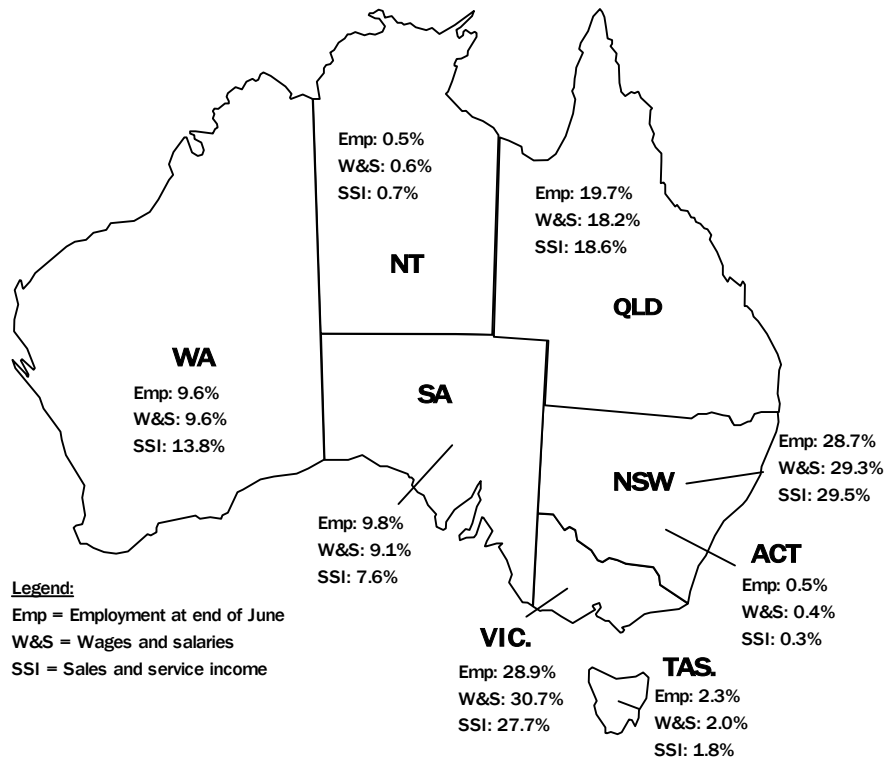 Emp: 0.5%
W&S: 0.6%
SSI: 0.7%
NT
Emp: 19.7%
W&S: 18.2%
SSI: 18.6%
QLD
WA
Emp: 9.6%
W&S: 9.6%
SSI: 13.8%
SA
Emp: 9.8%
W&S: 9.1%
SSI: 7.6%
NSW
Emp: 28.7%
W&S: 29.3%
SSI: 29.5%
ACT
Emp: 0.5%
W&S: 0.4%
SSI: 0.3%
Legend:
Emp = Employment at end of June
W&S = Wages and salaries
SSI = Sales and service income
VIC.
Emp: 28.9%
W&S: 30.7%
SSI: 27.7%
TAS.
Emp: 2.3%
W&S: 2.0%
SSI: 1.8%